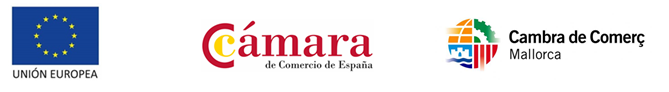 UNIÓN EUROPEA
Cámara
de Comercio de España
Cambra de Comerç
Mallorca